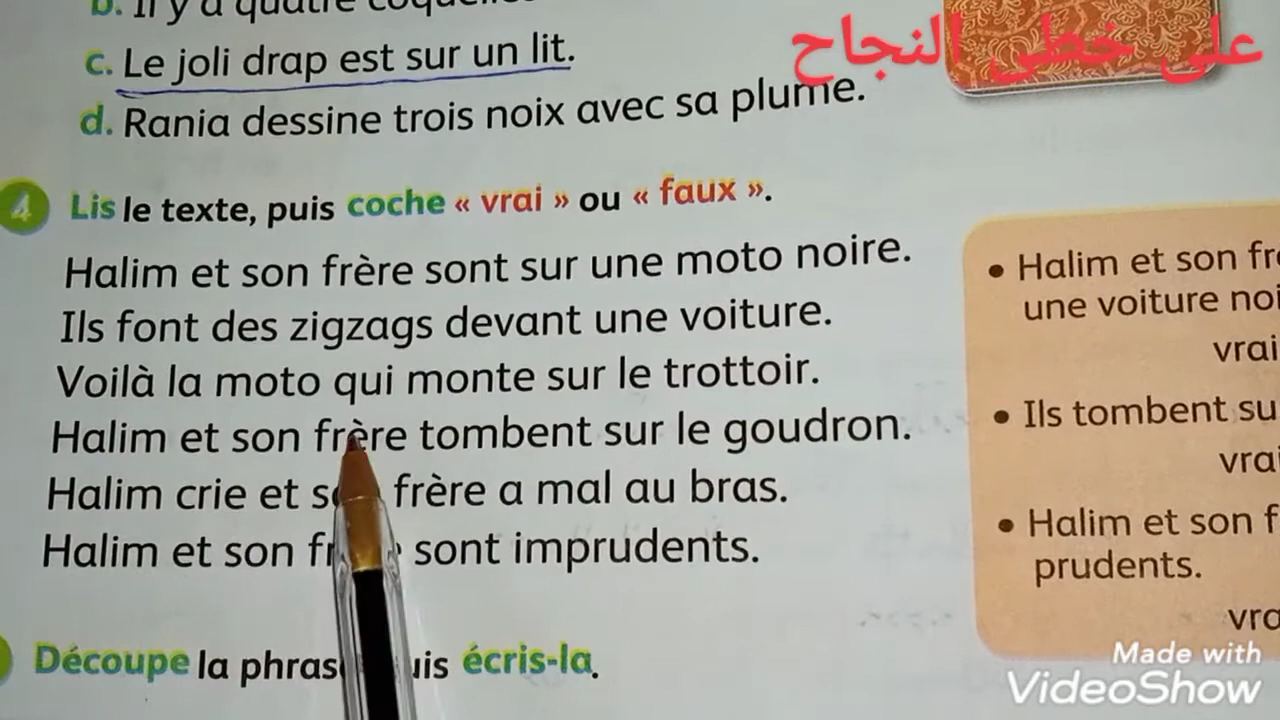 b. Il y a quatre
c. Le joli drap est sur un lit.
d. Rania dessine trois noix avec sa plume.
على خطى النجاح
4 Lis le texte, puis coche « vrai » ou « faux ».
Halim et son frère sont sur une moto noire.
Ils font des zigzags devant une voiture.
Voilà la moto qui monte sur le trottoir.
Halim et son frère tombent sur le goudron.
Halim crie et frère a mal au bras.
Halim et son sont imprudents.
• Halim et son
une voiture
vrai
• Ils tombent
• Halim et son
prudents.
Découpe la écris-la.
Made with
VideoShow